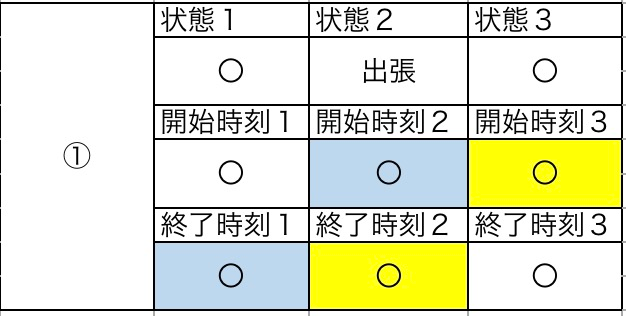 状態１ 状態２ 状態３
○ 出張 ○
開始時刻１ 開始時刻２ 開始時刻３
①
○ ○ ○
終了時刻１ 終了時刻２ 終了時刻３
○ ○ ○